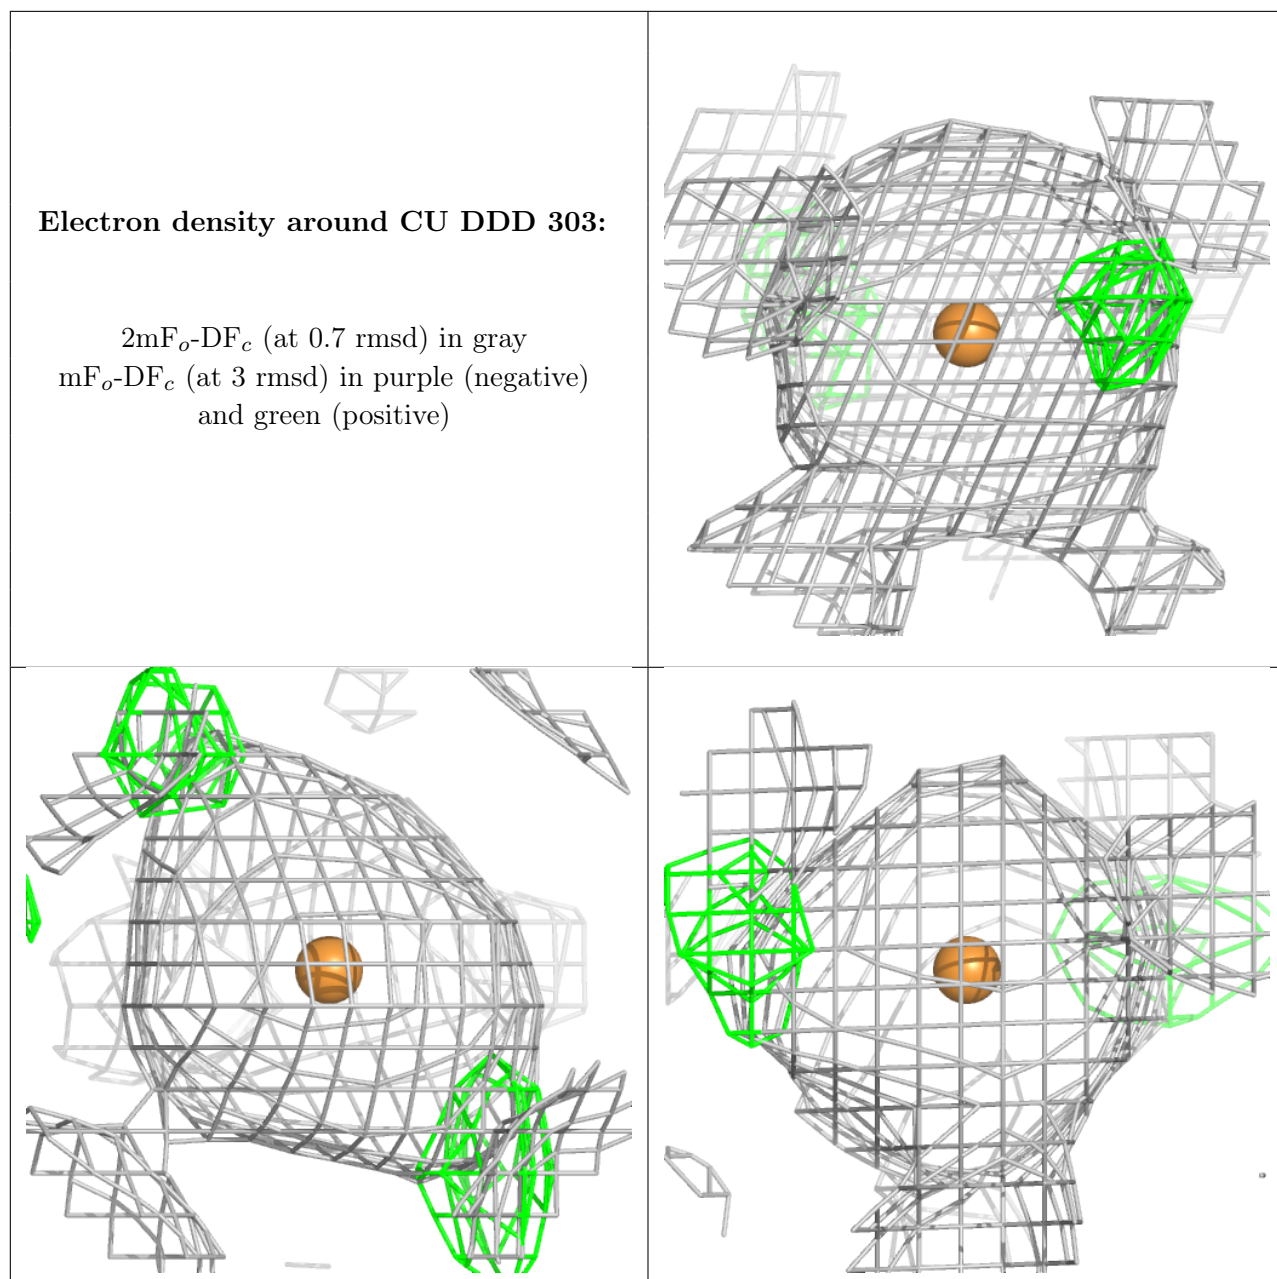 Electron density around CU DDD 303:
2mF$_o$-DF$_c$ (at 0.7 rmsd) in gray
mF$_o$-DF$_c$ (at 3 rmsd) in purple (negative)
and green (positive)